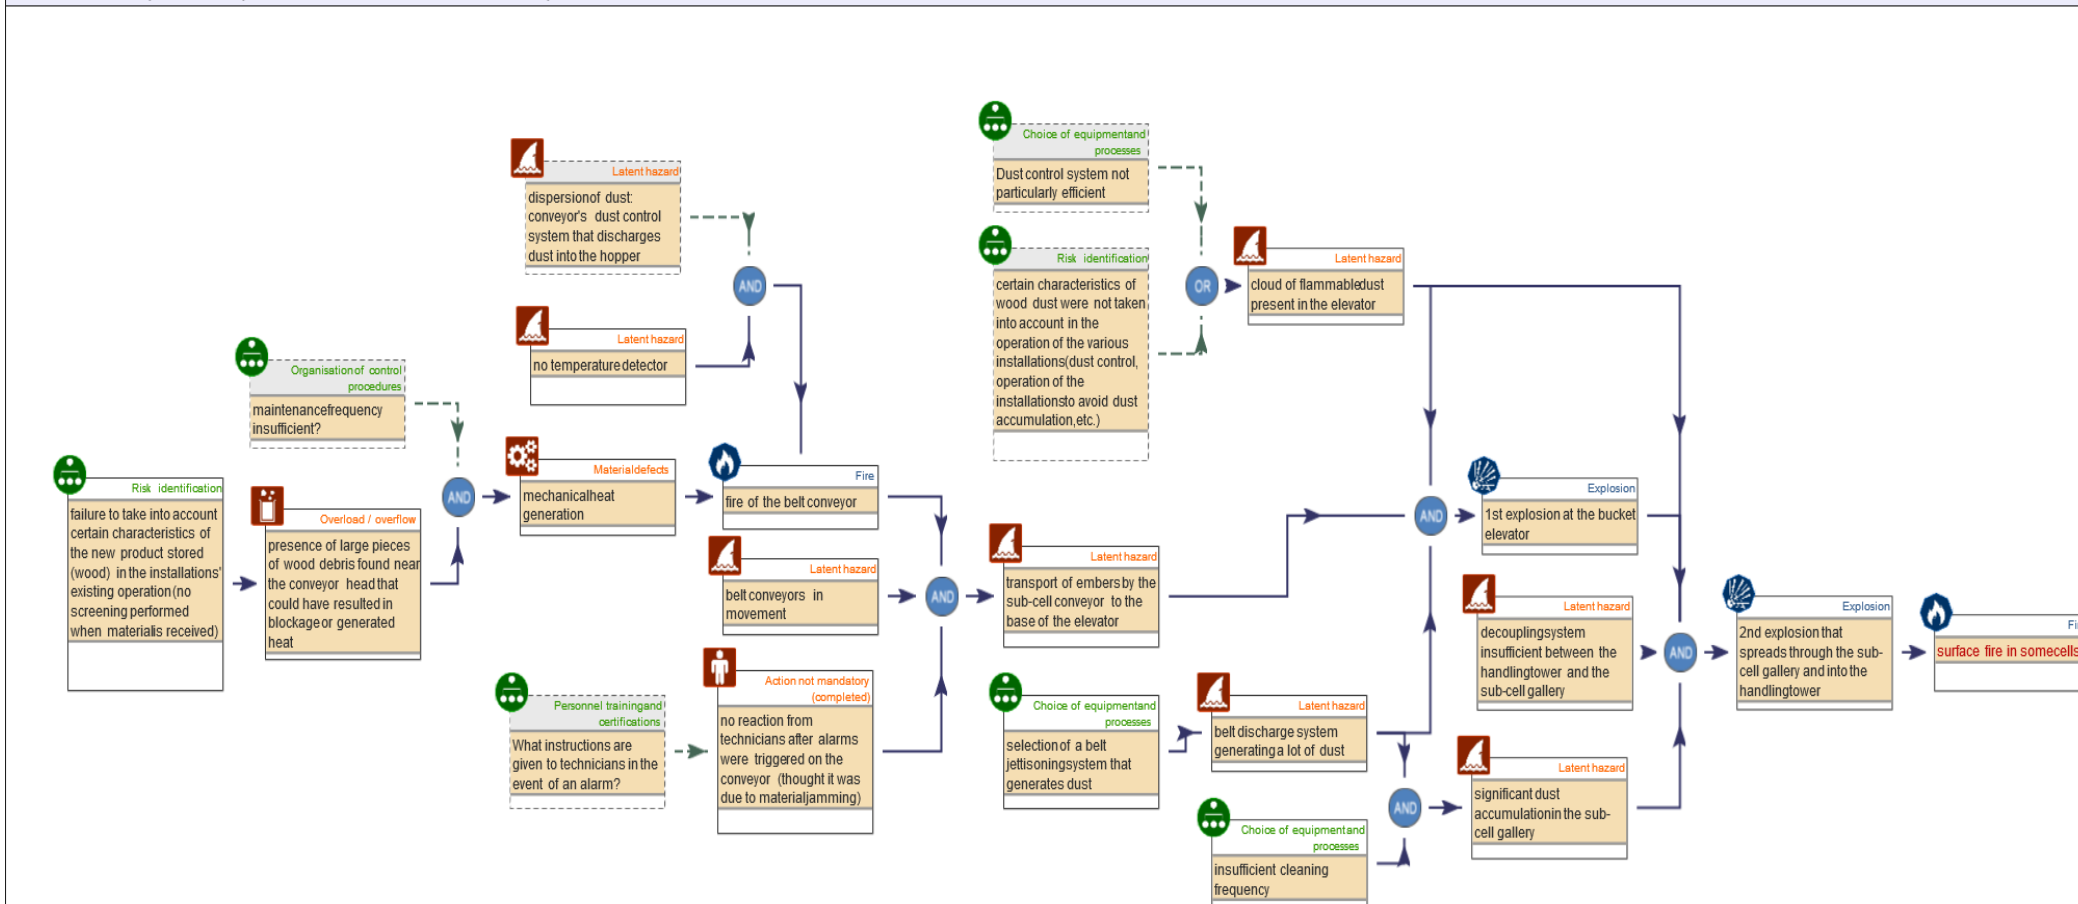 Risk identification
failure to take into account
certain characteristics of
the new product stored
(wood) in the installations'
existing operation(no
screening performed
when materialis received)
Organisationof control
procedures
maintenancefrequency
insufficient?
Overload / overflow
presence of large pieces
of wood debris found near
the conveyor head that
could have resulted in
blockage or generated
heat
AND
Latent hazard
dispersionof dust:
conveyor's dust control
system that discharges
dust into the hopper
Latent hazard
no temperature detector
AND
Materialdefects
mechanicalheat
generation
Fire
fire of the belt conveyor
Latent hazard
belt conveyors in
movement
Personnel trainingand
certifications
What instructions are
given to technicians in the
event of an alarm?
Action not mandatory
(completed)
no reaction from
technicians after alarms
were triggered on the
conveyor (thought it was
due to materialjamming)
AND
Latent hazard
transport of embers by the
sub-cell conveyor to the
base of the elevator
Choice of equipmentand
processes
Dust control system not
particularly efficient
Risk identification
certain characteristics of
wood dust were not taken
into account in the
operation of the various
installations(dust control,
operation of the
installationsto avoid dust
accumulation,etc.)
OR
Latent hazard
cloud of flammabledust
present in the elevator
Choice of equipmentand
processes
selection of a belt
jettisoningsystem that
generates dust
Latent hazard
belt discharge system
generating a lot of dust
Choice of equipmentand
processes
insufficient cleaning
frequency
AND
AND
Explosion
1st explosion at the bucket
elevator
Latent hazard
decouplingsystem
insufficient between the
handlingtower and the
sub-cell gallery
Latent hazard
significant dust
accumulationin the sub-
cell gallery
AND
Explosion
2nd explosion that
spreads through the sub-
cell gallery and into the
handlingtower
Fi
surface fire in somecells